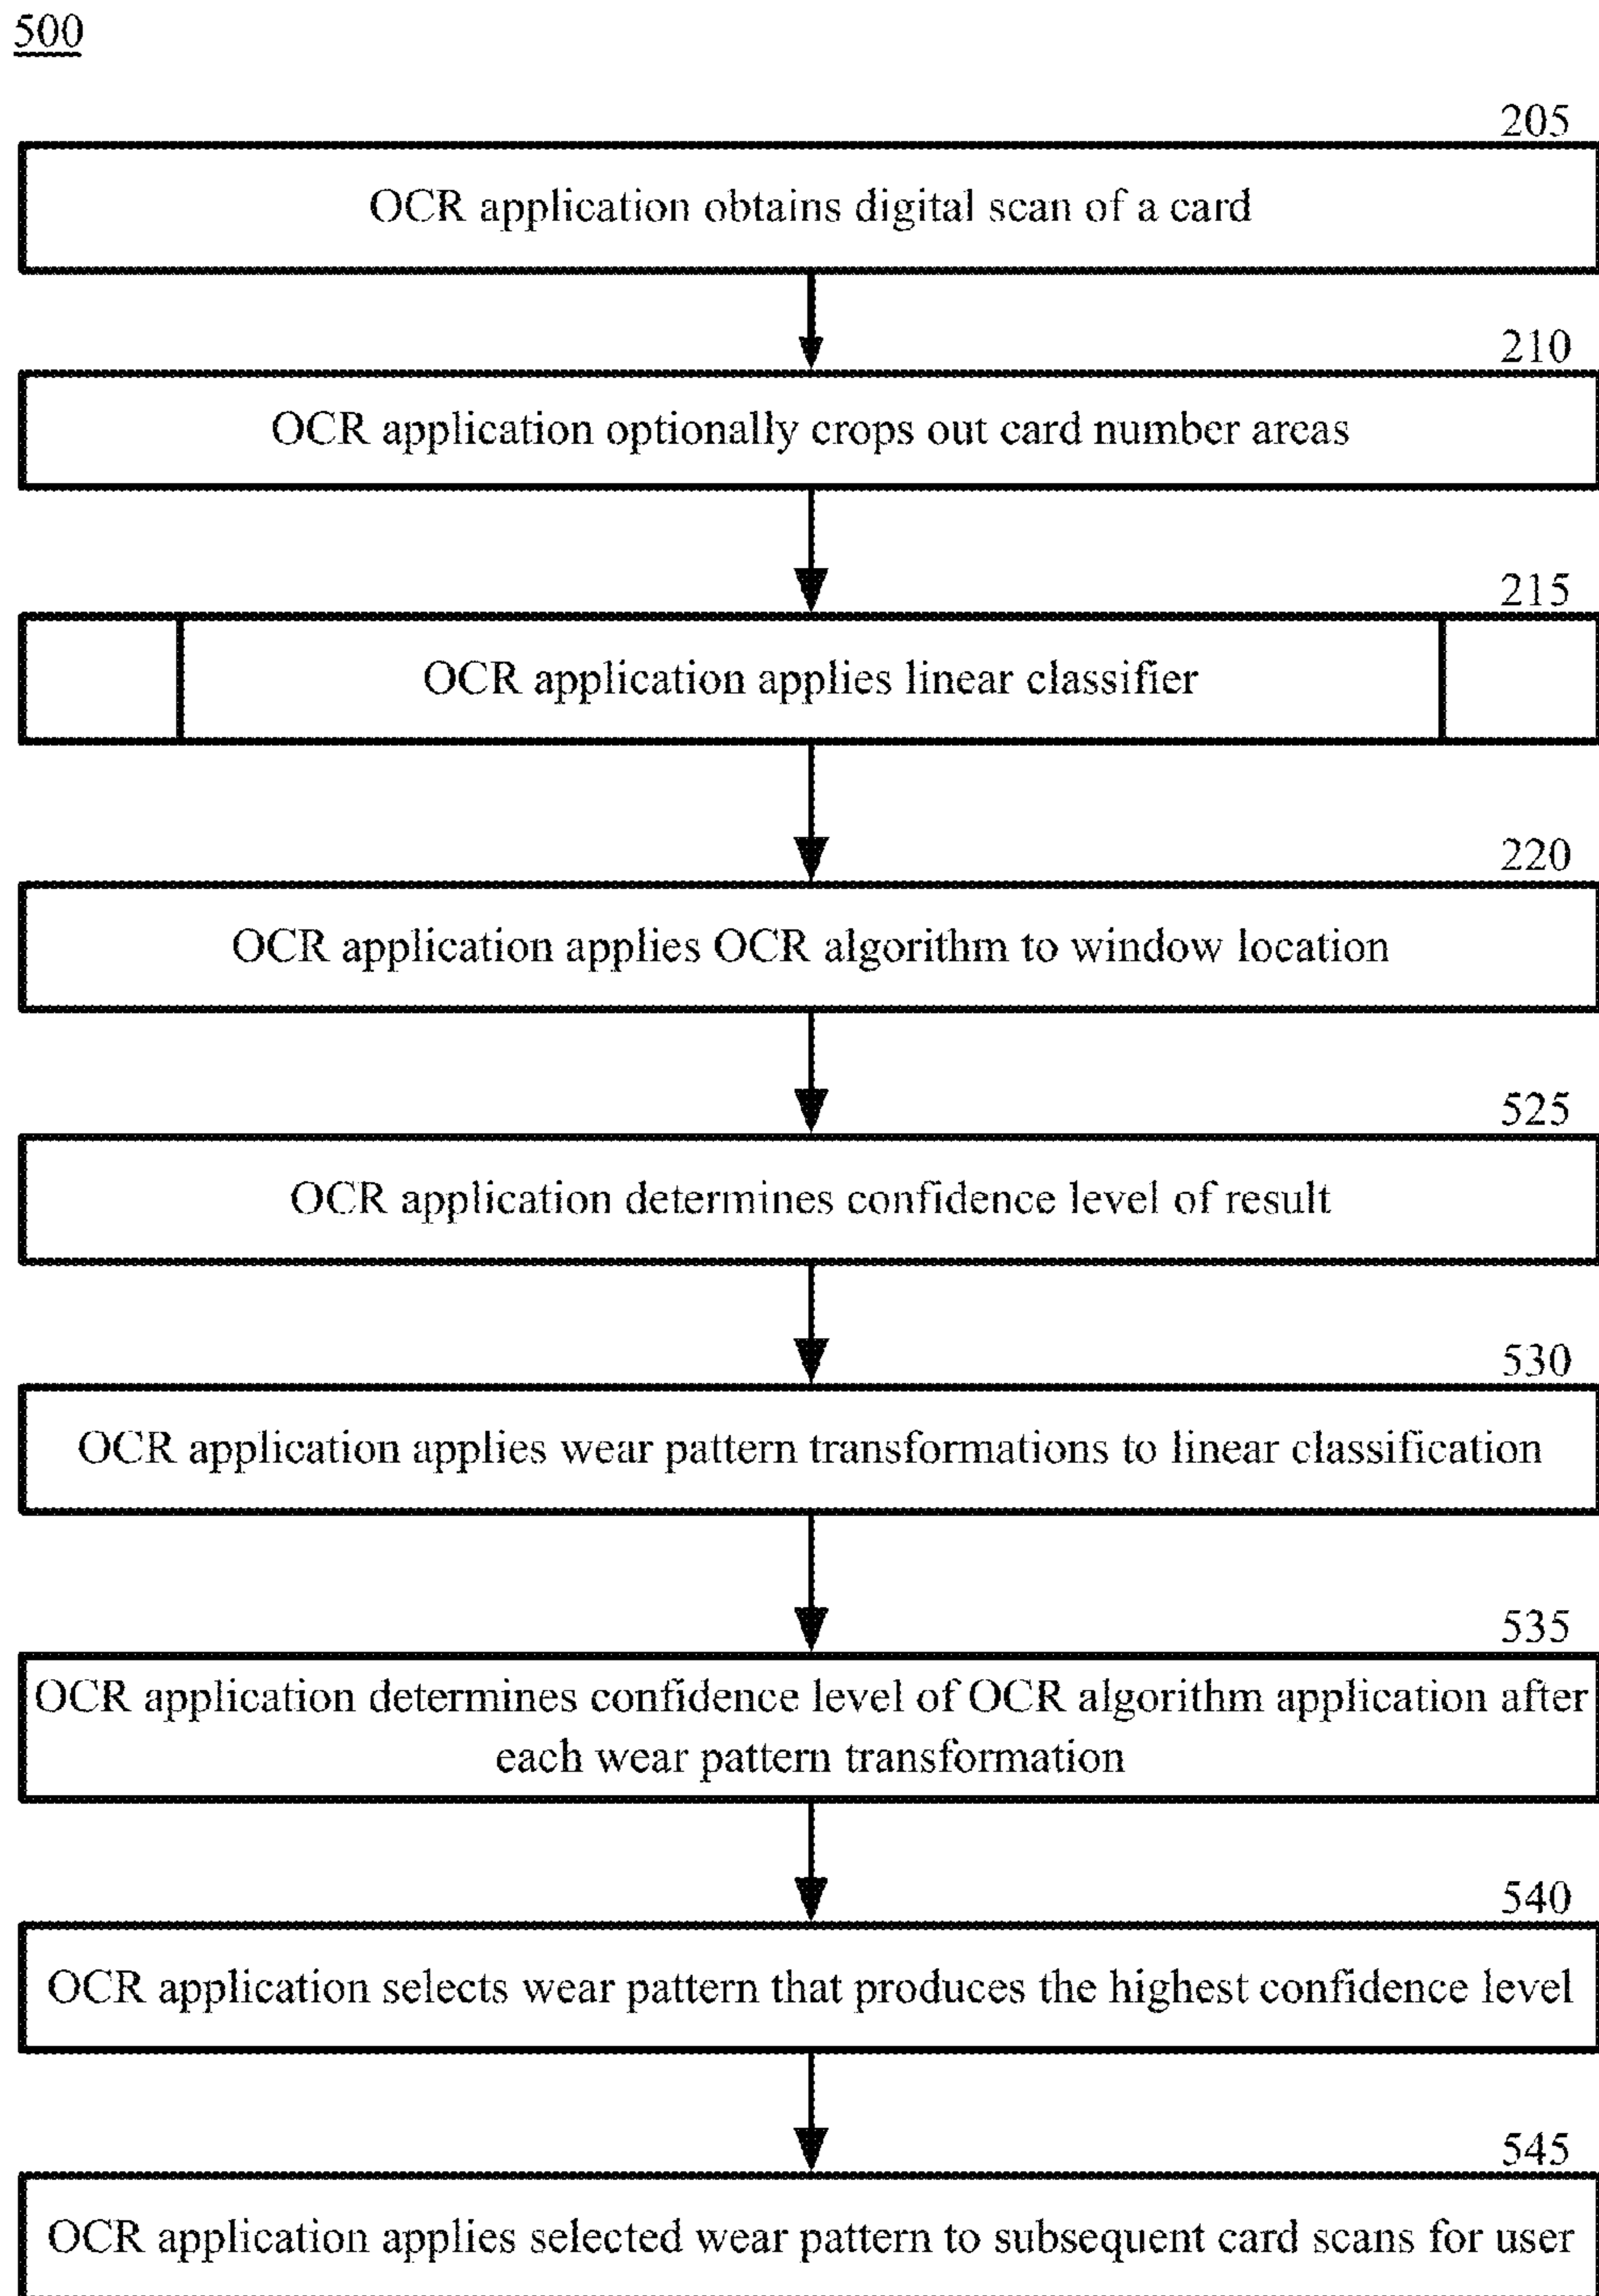 500
205
OCR application obtains digital scan of a card
210
OCR application optionally crops out card number areas
215
OCR application applies linear classifier
220
OCR application applies OCR algorithm to window location
525
OCR application determines confidence level of result
530
OCR application applies wear pattern transformations to linear classification
535
OCR application determines confidence level of OCR algorithm application after
each wear pattern transformation
540
OCR application selects wear pattern that produces the highest confidence level
545
OCR application applies selected wear pattern to subsequent card scans for user